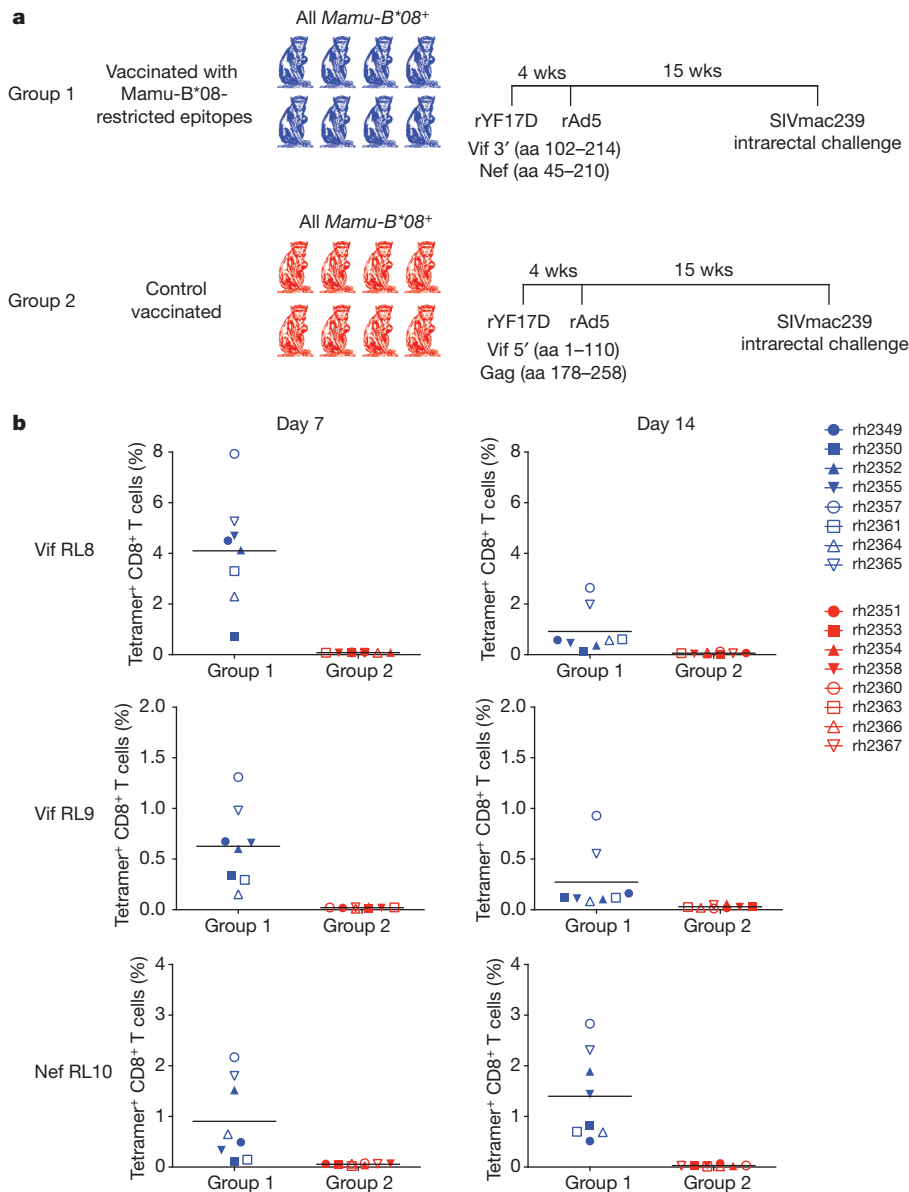 a
All Mamu-B*08+
Group 1
Vaccinated with
Mamu-B*08-
restricted epitopes
4 wks
15 wks
rYF17D
rAd5
SIVmac239
intrarectal challenge
Vif 3′ (aa 102–214)
Nef (aa 45–210)
All Mamu-B*08+
Group 2
Control
vaccinated
4 wks
15 wks
rYF17D
rAd5
SIVmac239
intrarectal challenge
Vif 5′ (aa 1–110)
Gag (aa 178–258)
b
Day 7
Day 14
Vif RL8
Tetramer+ CD8+ T cells (%)
8
6
4
2
0
Group 1
Group 2
Tetramer+ CD8+ T cells (%)
8
6
4
2
0
Group 1
Group 2
rh2349
rh2350
rh2352
rh2355
rh2357
rh2361
rh2364
rh2365
rh2351
rh2353
rh2354
rh2358
rh2360
rh2363
rh2366
rh2367
Vif RL9
Tetramer+ CD8+ T cells (%)
2.0
1.5
1.0
0.5
0.0
Group 1
Group 2
Tetramer+ CD8+ T cells (%)
2.0
1.5
1.0
0.5
0.0
Group 1
Group 2
Nef RL10
Tetramer+ CD8+ T cells (%)
4
3
2
1
0
Group 1
Group 2
Tetramer+ CD8+ T cells (%)
4
3
2
1
0
Group 1
Group 2